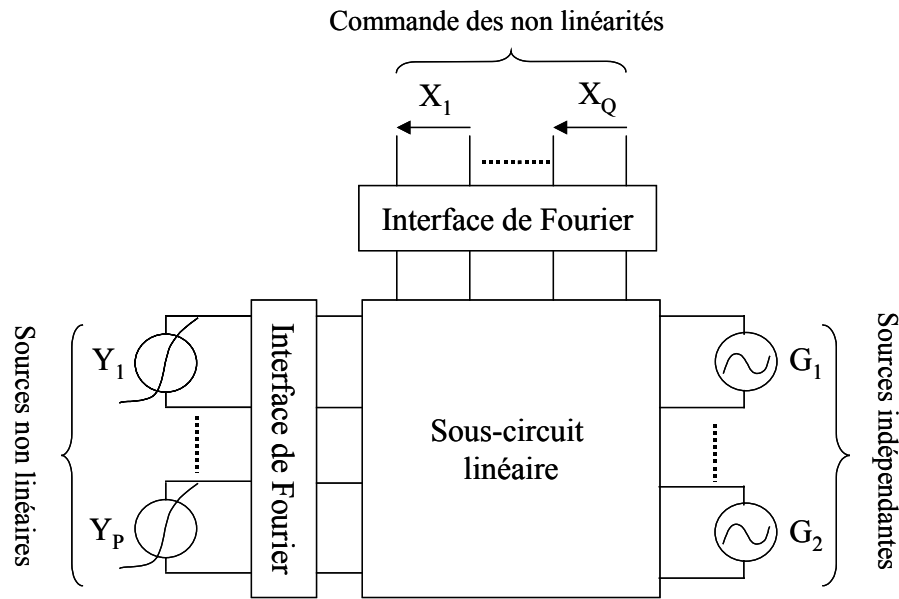 Commande des non linéarités
X1
XQ
Interface de Fourier
Sources non linéaires
Y1
YP
Interface de Fourier
Sous-circuit
linéaire
G1
G2
Sources indépendantes